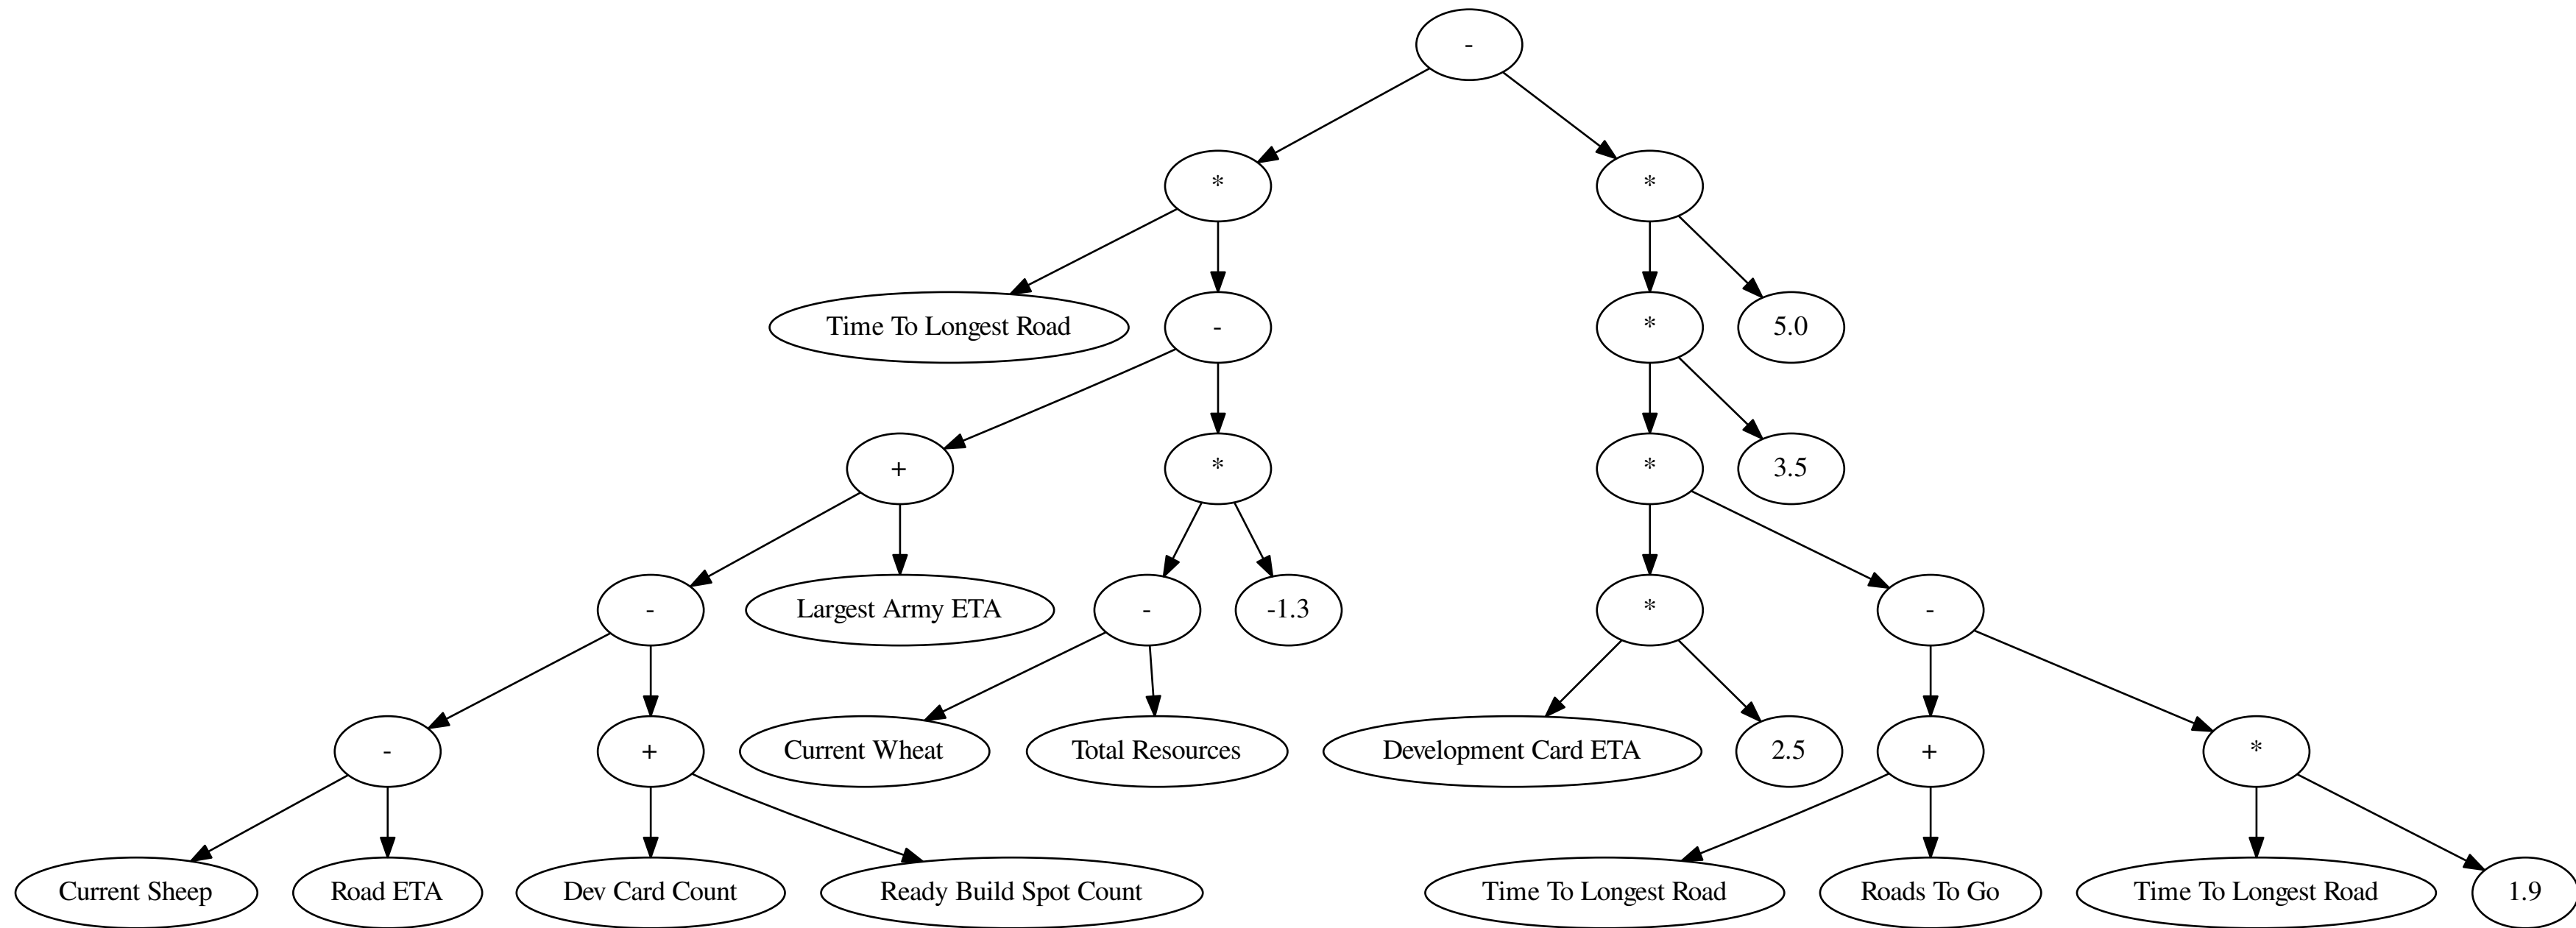 -
*
*
Time To Longest Road
-
*
5.0
+
*
*
3.5
-
Largest Army ETA
-
-1.3
*
-
-
+
Current Wheat
Total Resources
Development Card ETA
2.5
+
*
Current Sheep
Road ETA
Dev Card Count
Ready Build Spot Count
Time To Longest Road
Roads To Go
Time To Longest Road
1.9